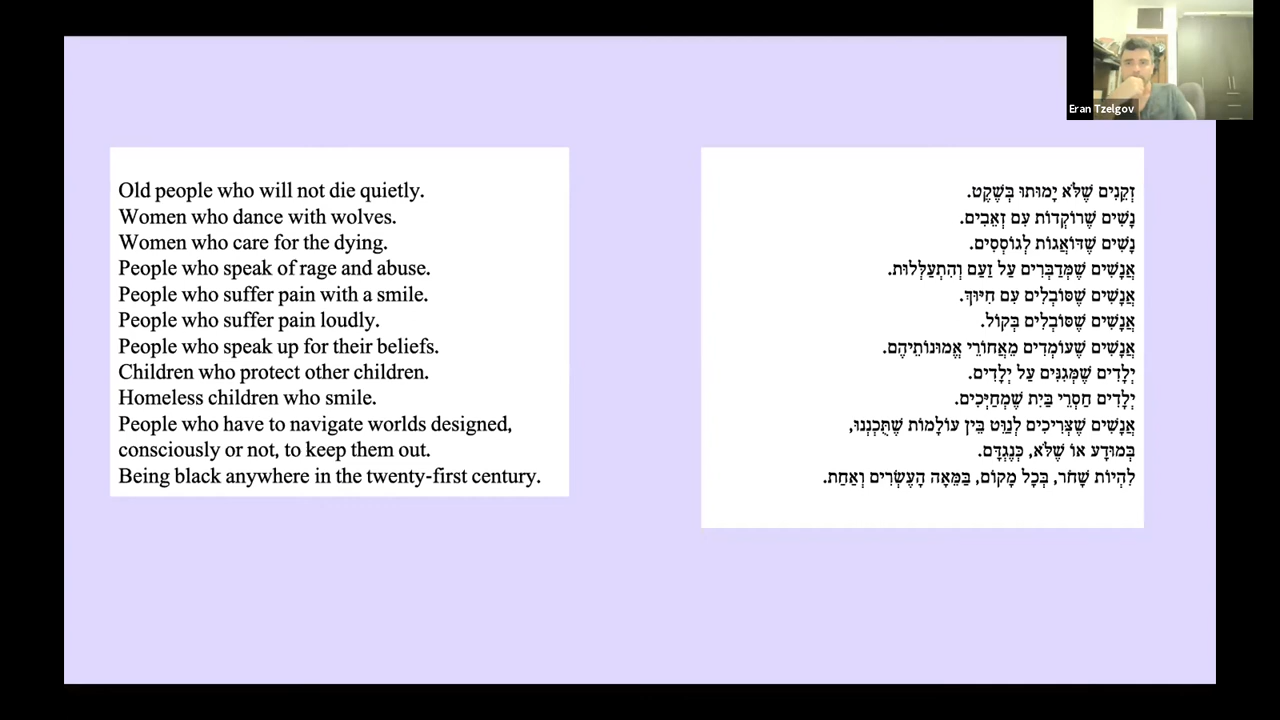 Eran Tzelgov
Old people who will not die quietly.
Women who dance with wolves.
Women who care for the dying.
People who speak of rage and abuse.
People who suffer pain with a smile.
People who suffer pain loudly.
People who speak up for their beliefs.
Children who protect other children.
Homeless children who smile.
People who have to navigate worlds designed,
consciously or not, to keep them out.
Being black anywhere in the twenty-first century.
זְקֵנִים שֶׁלֹּא יָמוּתוּ בְּשֶׁקֶט.
נָשִׁים שֶׁרוֹקְדוֹת עִם זְאֵבִים.
נָשִׁים שֶׁדּוֹאֲגוֹת לְגוֹסְסִים.
אֲנָשִׁים שֶׁמְּדַבְּרִים עַל זַעַם וְהִתְעַלְּלוּת.
אֲנָשִׁים שֶׁסּוֹבְלִים עִם חִיּוּךְ.
אֲנָשִׁים שֶׁסּוֹבְלִים בְּקוֹל.
אֲנָשִׁים שֶׁעוֹמְדִים מֵאֲחוֹרֵי אֱמוּנוֹתֵיהֶם.
יְלָדִים שֶׁמְּגִנִּים עַל יְלָדִים.
יְלָדִים חַסְרֵי בַּיִת שֶׁמְחַיְּכִים.
אֲנָשִׁים שֶׁצְּרִיכִים לְנַוֵּט בֵּין עוֹלָמוֹת שֶׁתֻּכְנְנוּ,
בְּמוּדָע אוֹ שֶׁלֹּא, כְּנֶגְדָּם.
לִהְיוֹת שָׁחֹר, בְּכָל מָקוֹם, בַּמֵּאָה הָעֶשְׂרִים וְאַחַת.